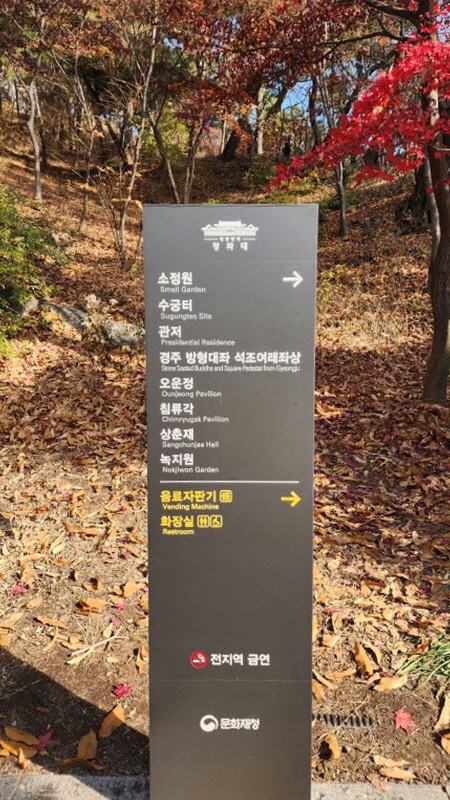 청와대
소정원
Small Garden
수궁터
Sugungteo Site
관저
Presidential Residence
경주 방형대좌 석조여래좌상
Stone Seated Buddha and Square Pedestal from Gyeongju
오운정
Ounjeong Pavilion
침류각
Chimryugak Pavilion
상춘재
Sangchunjae Hall
녹지원
Nokjiwon Garden
음료자판기
Vending Machine
화장실
Restroom
전지역 금연
문화재청